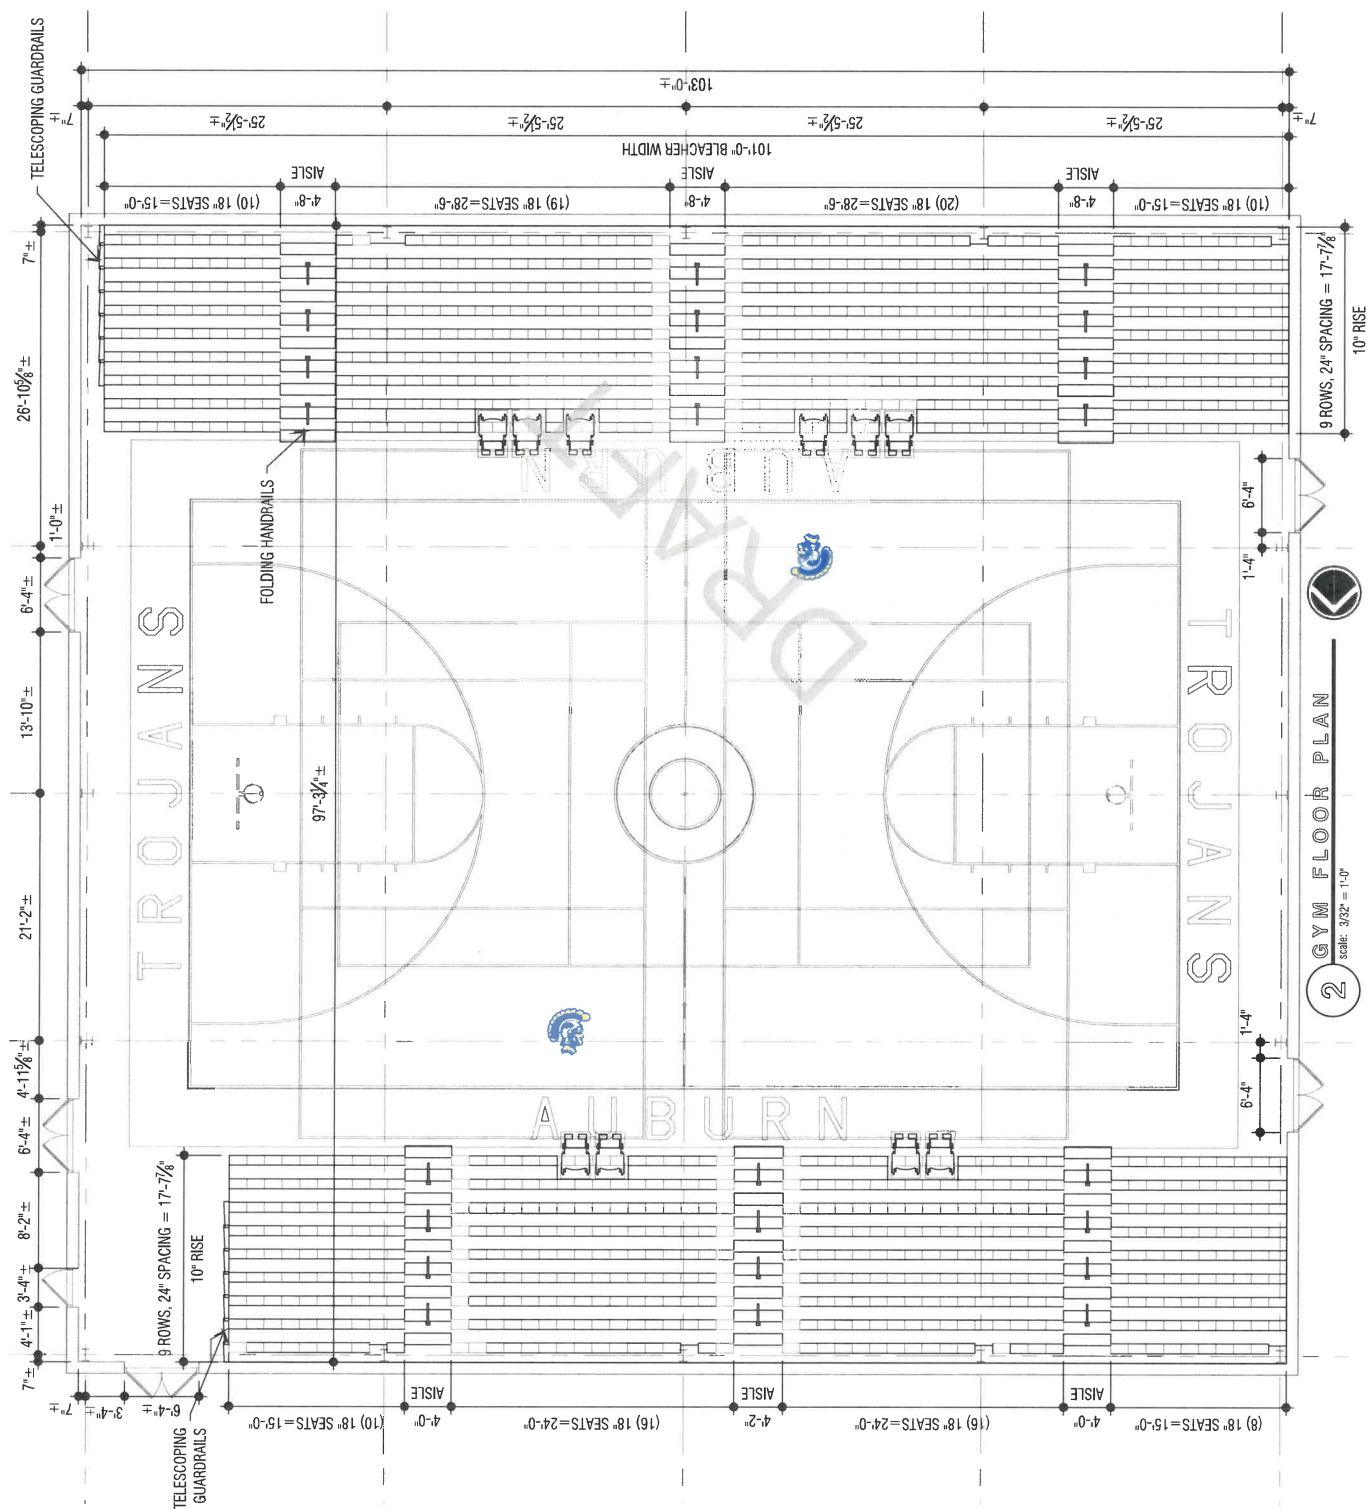 TELESCOPING GUARDRAILS
7"±
26'-10⅝"±
1'-0"±
6'-4"±
13'-10"±
21'-2"±
4'-11⅝"±
6'-4"±
8'-2"±
3'-4"±
4'-1"±
7"±
103'-0"±
7"±
25'-5½"±
25'-5½"±
25'-5½"±
25'-5½"±
7"±
101'-0" BLEACHER WIDTH
(10) 18" SEATS=15'-0"
AISLE
4'-8"
(19) 18" SEATS=28'-6"
AISLE
4'-8"
(20) 18" SEATS=28'-6"
AISLE
4'-8"
(10) 18" SEATS=15'-0"
9 ROWS, 24" SPACING = 17'-7⅞"
10" RISE
FOLDING HANDRAILS
97'-3¼"±
TROJANS
AUBURN
DRAFT
AUBURN
TROJANS
6'-4"
1'-4"
1'-4"
6'-4"
9 ROWS, 24" SPACING = 17'-7⅞"
10" RISE
TELESCOPING
GUARDRAILS
7"±
3'-4"±
6'-4"±
(10) 18" SEATS=15'-0"
AISLE
4'-0"
(16) 18" SEATS=24'-0"
AISLE
4'-2"
(16) 18" SEATS=24'-0"
AISLE
4'-0"
(8) 18" SEATS=15'-0"
2
GYM FLOOR PLAN
scale: 3/32" = 1'-0"